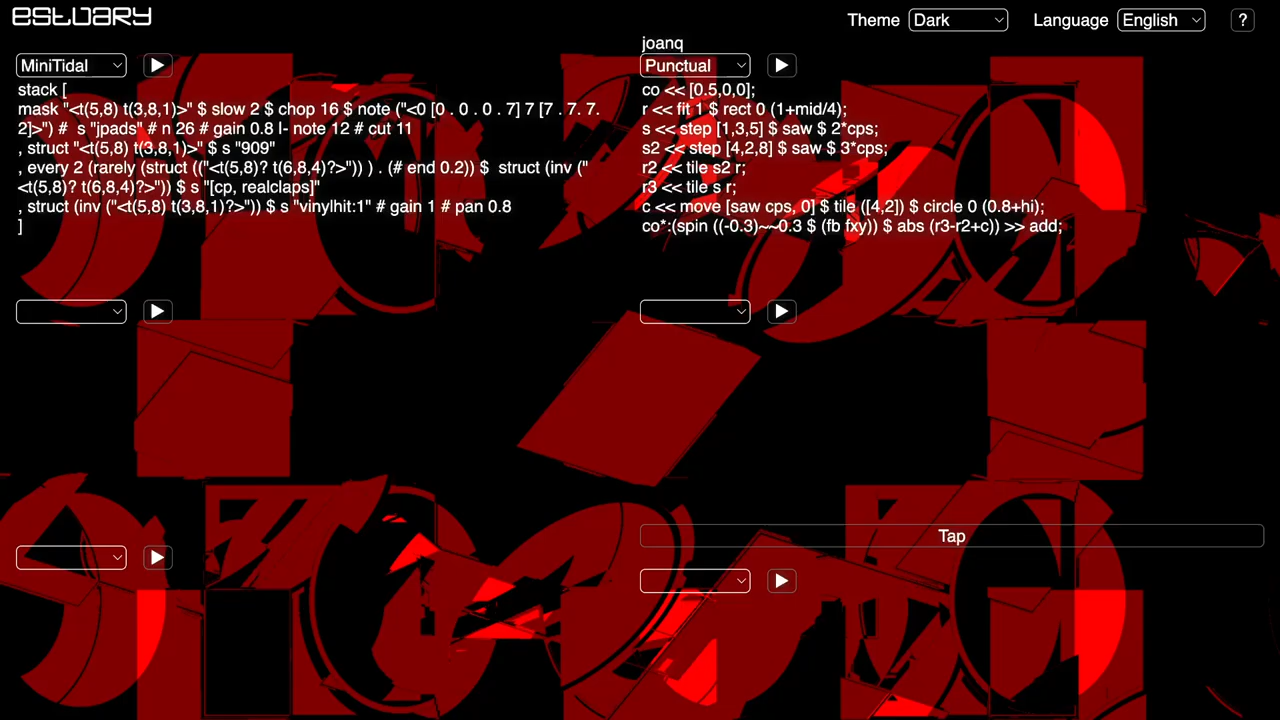 estuary
Theme Dark Language English ?
joanq
MiniTidal
stack [
mask "<t(5,8) t(3,8,1)>" $ slow 2 $ chop 16 $ note ("<0 [0 . 0 . 0 . 7] 7 [7 . 7. 7.
2]>") # s "jpads" # n 26 # gain 0.8 |- note 12 # cut 11
, struct "<t(5,8) t(3,8,1)>" $ s "909"
, every 2 (rarely (struct (("<t(5,8)? t(6,8,4)?>")) ) . (# end 0.2)) $ struct (inv ("
<t(5,8)? t(6,8,4)?>")) $ s "[cp, realclaps]"
, struct (inv ("<t(5,8) t(3,8,1)?>")) $ s "vinylhit:1" # gain 1 # pan 0.8
]
Punctual
co << [0.5,0,0];
r << fit 1 $ rect 0 (1+mid/4);
s << step [1,3,5] $ saw $ 2*cps;
s2 << step [4,2,8] $ saw $ 3*cps;
r2 << tile s2 r;
r3 << tile s r;
c << move [saw cps, 0] $ tile ([4,2]) $ circle 0 (0.8+hi);
co*:(spin ((-0.3)~~0.3 $ (fb fxy)) $ abs (r3-r2+c)) >> add;
Tap